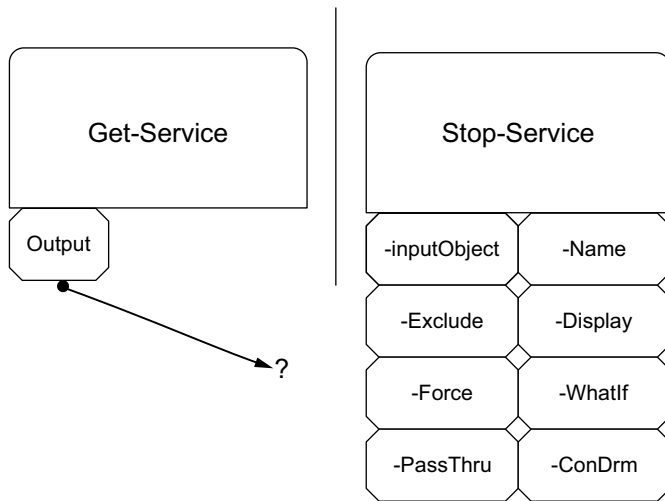 Get-Service
Output
?
Stop-Service
-inputObject
-Name
-Exclude
-Display
-Force
-WhatIf
-PassThru
-ConDrm